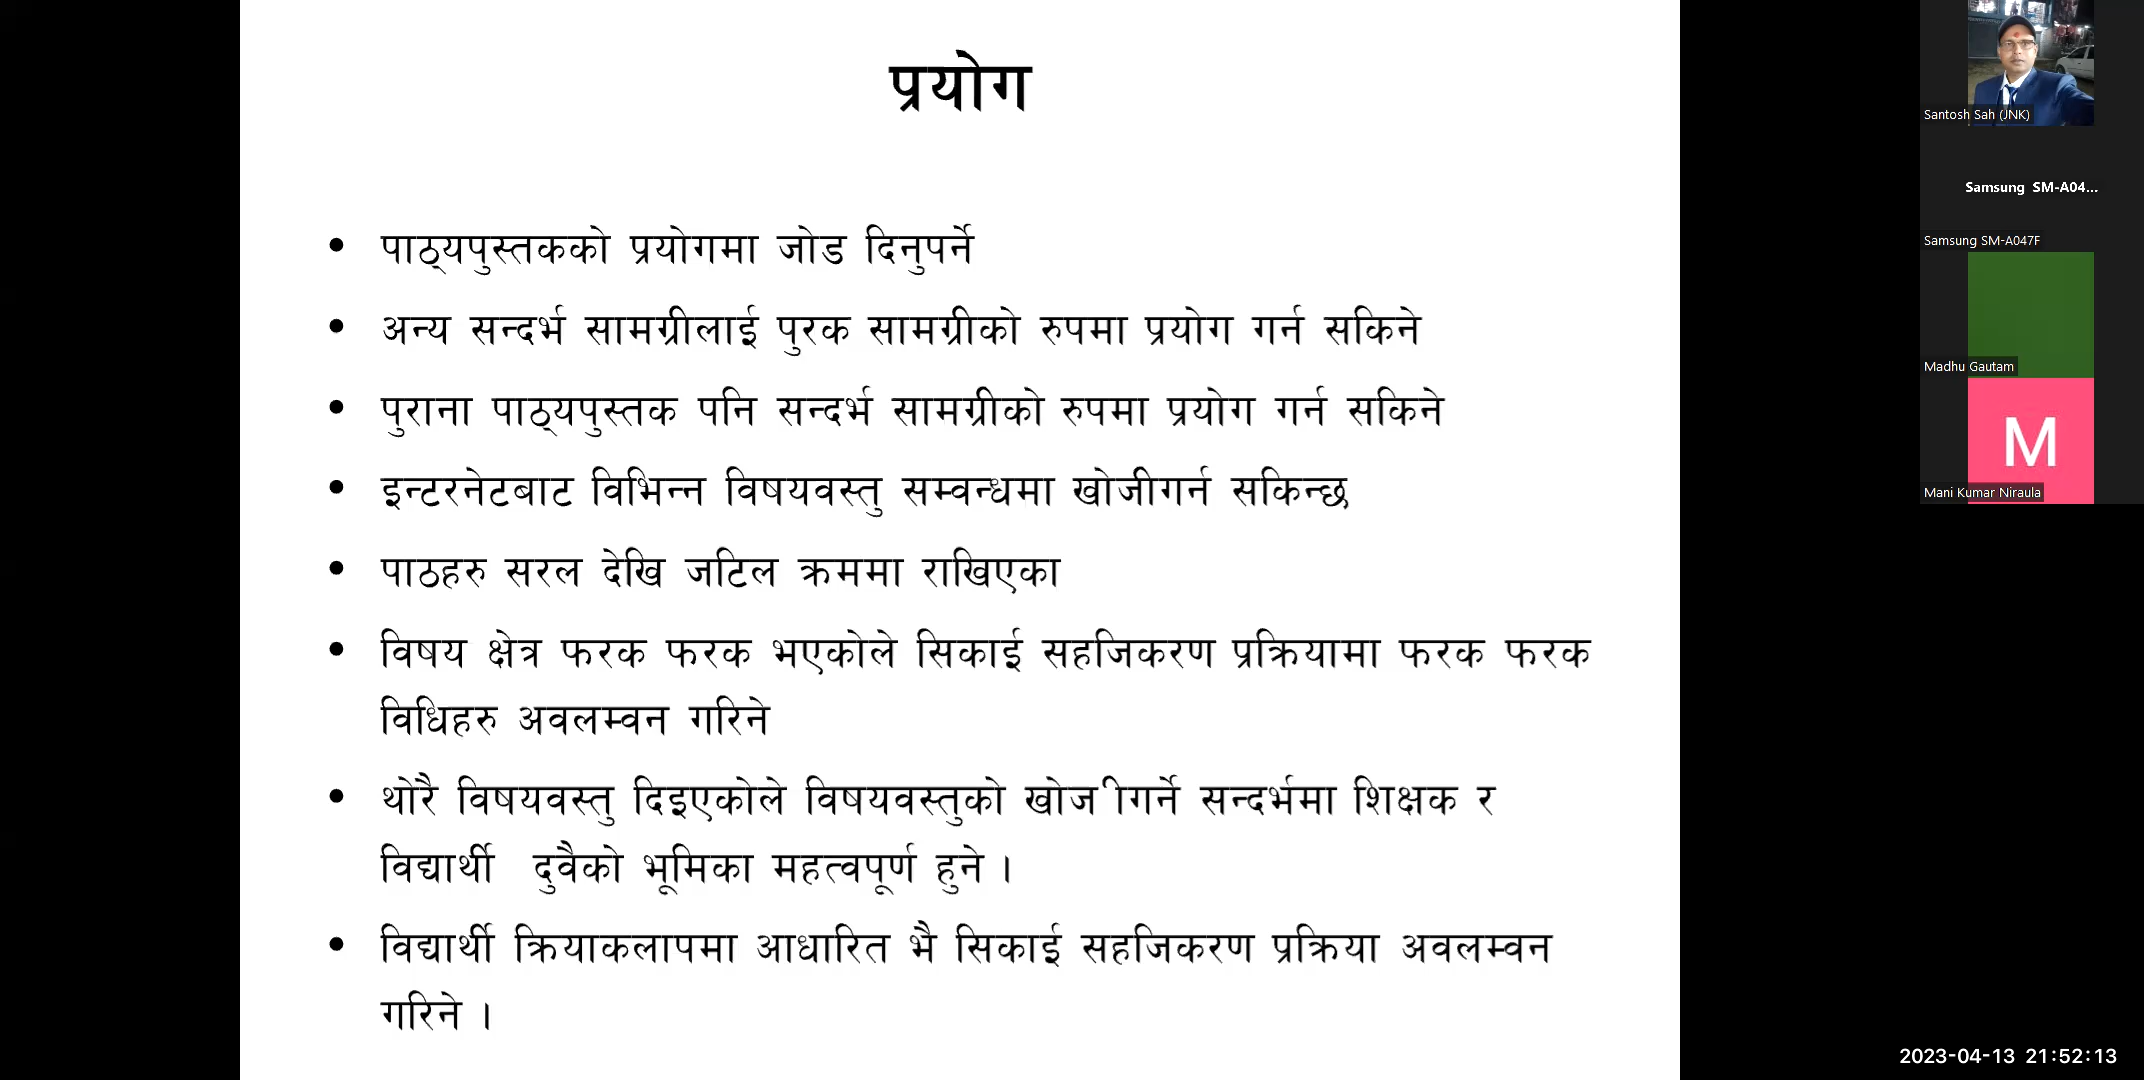 प्रयोग
• पाठ्यपुस्तकको प्रयोगमा जोड दिनुपर्ने
• अन्य सन्दर्भ सामग्रीलाई पुरक सामग्रीको रुपमा प्रयोग गर्न सकिने
• पुराना पाठ्यपुस्तक पनि सन्दर्भ सामग्रीको रुपमा प्रयोग गर्न सकिने
• इन्टरनेटबाट विभिन्न विषयवस्तु सम्वन्धमा खोजीगर्न सकिन्छ
• पाठहरु सरल देखि जटिल क्रममा राखिएका
• विषय क्षेत्र फरक फरक भएकोले सिकाई सहजिकरण प्रक्रियामा फरक फरक
विधिहरु अवलम्वन गरिने
• थोरै विषयवस्तु दिइएकोले विषयवस्तुको खोज ीगर्ने सन्दर्भमा शिक्षक र
विद्यार्थी दुवैको भूमिका महत्वपूर्ण हुने ।
• विद्यार्थी क्रियाकलापमा आधारित भै सिकाई सहजिकरण प्रक्रिया अवलम्वन
गरिने ।
Santosh Sah (JNK)
Samsung SM-A04...
Samsung SM-A047F
Madhu Gautam
M
Mani Kumar Niraula
2023-04-13 21:52:13